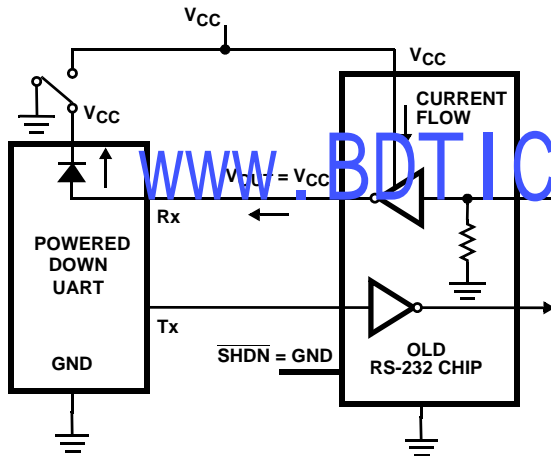 VCC
VCC
VCC
CURRENT
FLOW
www.BDTIC
VOUT = VCC
Rx
POWERED
DOWN
UART
Tx
SHDN = GND
GND
OLD
RS-232 CHIP